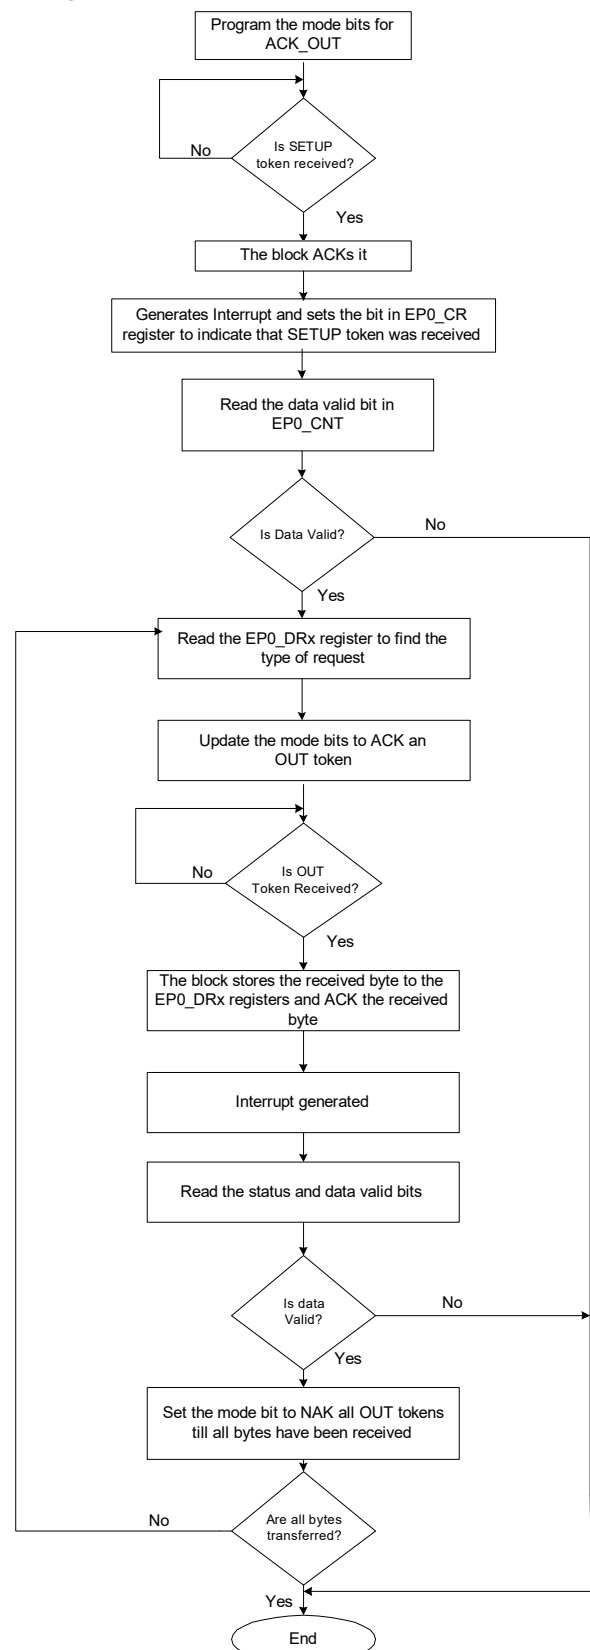 Program the mode bits for
ACK_OUT
Is SETUP
token received?
No
Yes
The block ACKs it
Generates Interrupt and sets the bit in EP0_CR
register to indicate that SETUP token was received
Read the data valid bit in
EP0_CNT
Is Data Valid?
No
Yes
Read the EP0_DRx register to find the
type of request
Update the mode bits to ACK an
OUT token
Is OUT
Token Received?
No
Yes
The block stores the received byte to the
EP0_DRx registers and ACK the received
byte
Interrupt generated
Read the status and data valid bits
Is data
Valid?
No
Yes
Set the mode bit to NAK all OUT tokens
till all bytes have been received
Are all bytes
transferred?
No
Yes
End